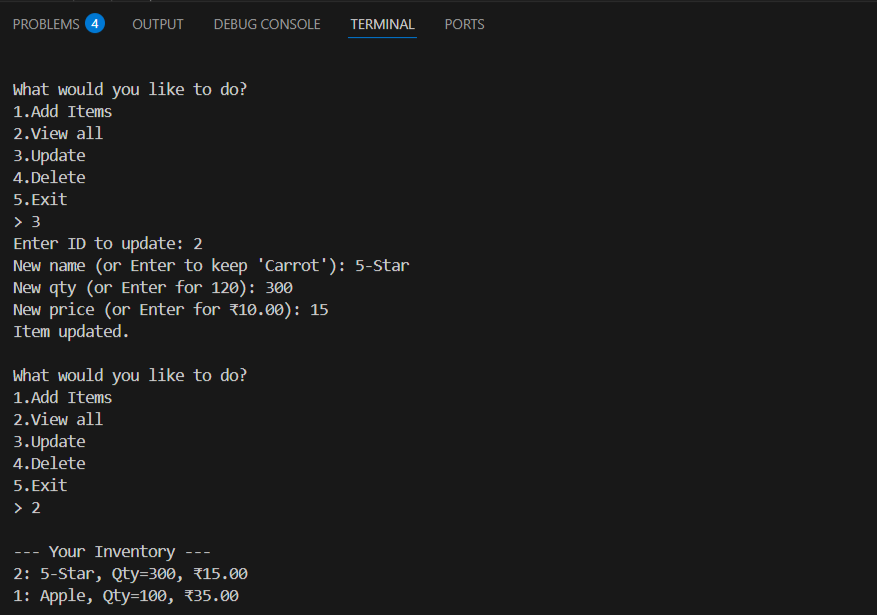 PROBLEMS 4 OUTPUT DEBUG CONSOLE TERMINAL PORTS
What would you like to do?
1.Add Items
2.View all
3.Update
4.Delete
5.Exit
> 3
Enter ID to update: 2
New name (or Enter to keep 'Carrot'): 5-Star
New qty (or Enter for 120): 300
New price (or Enter for ₹10.00): 15
Item updated.
What would you like to do?
1.Add Items
2.View all
3.Update
4.Delete
5.Exit
> 2
--- Your Inventory ---
2: 5-Star, Qty=300, ₹15.00
1: Apple, Qty=100, ₹35.00